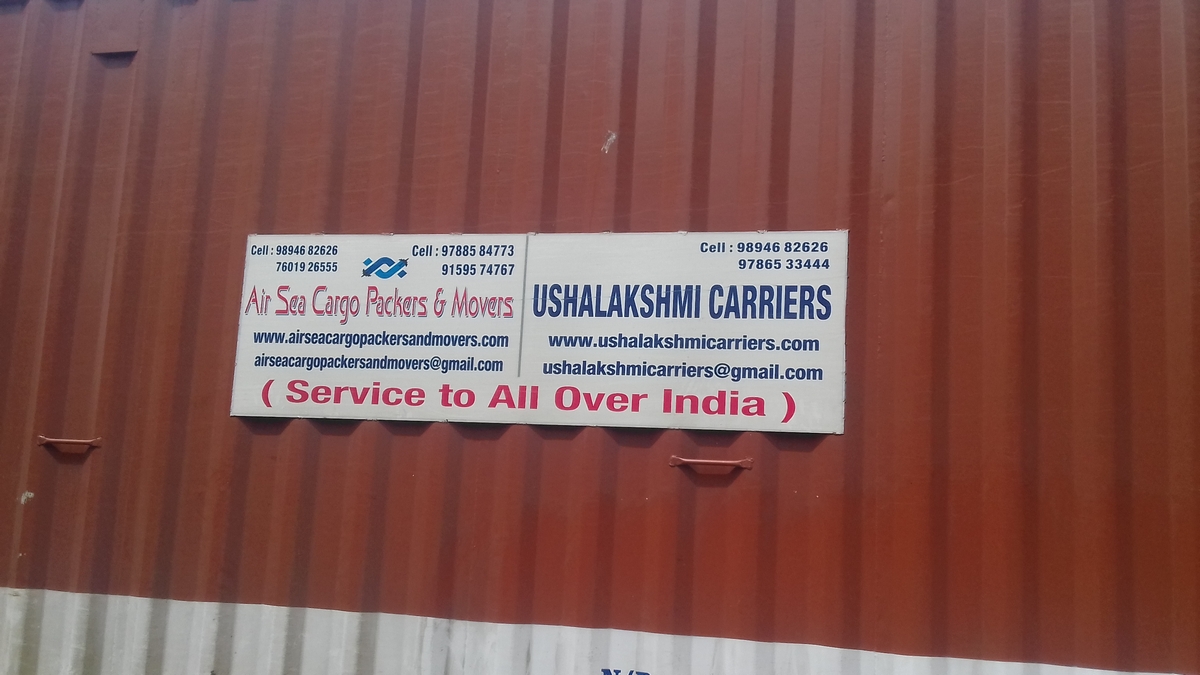 Cell : 98946 82626
76019 26555
Cell : 97885 84773
91595 74767
Air Sea Cargo Packers & Movers
www.airseacargopackersandmovers.com
airseacargopackersandmovers@gmail.com
Cell : 98946 82626
97865 33444
USHALAKSHMI CARRIERS
www.ushalakshmicarriers.com
ushalakshmicarriers@gmail.com
( Service to All Over India )